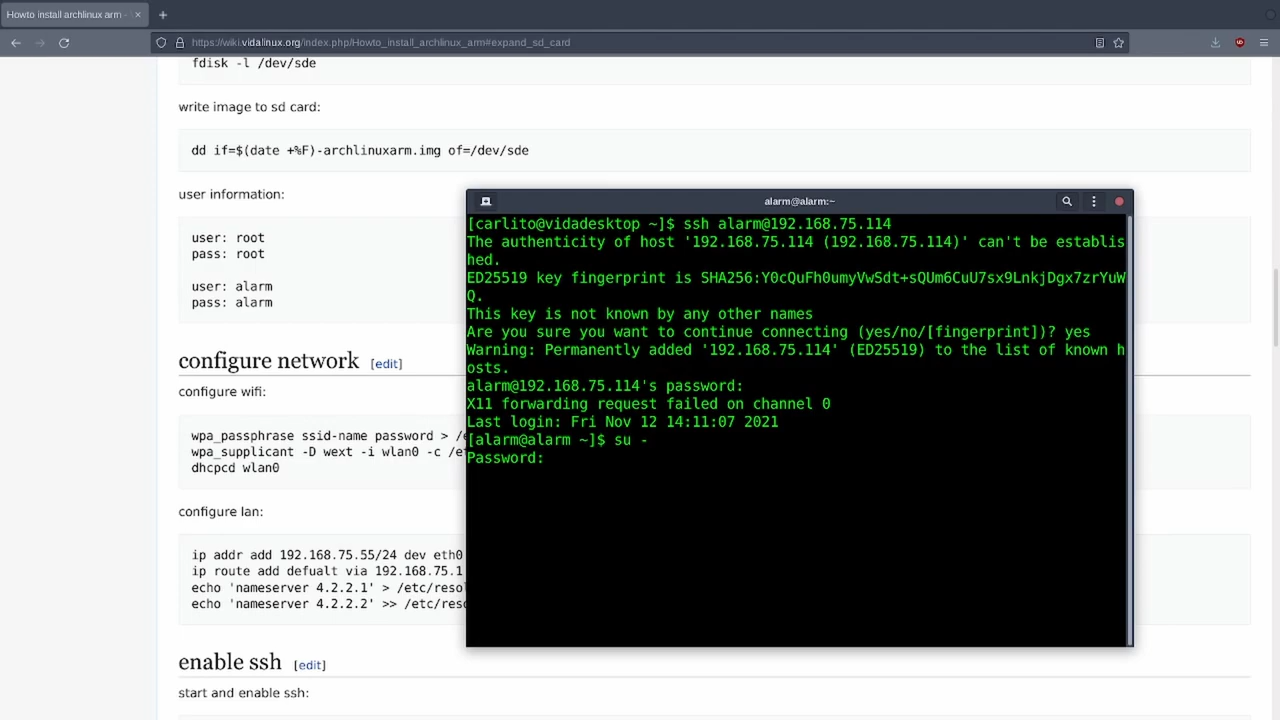 Howto install archlinux arm -
https://wiki.vidalinux.org/index.php/Howto_install_archlinux_arm#expand_sd_card
fdisk -l /dev/sde
write image to sd card:
dd if=$(date +%F)-archlinuxarm.img of=/dev/sde
user information:
user: root
pass: root
user: alarm
pass: alarm
configure network [edit]
configure wifi:
wpa_passphrase ssid-name password > /e
wpa_supplicant -D wext -i wlan0 -c /et
dhcpcd wlan0
configure lan:
ip addr add 192.168.75.55/24 dev eth0
ip route add defualt via 192.168.75.1
echo 'nameserver 4.2.2.1' > /etc/resol
echo 'nameserver 4.2.2.2' >> /etc/reso
enable ssh [edit]
start and enable ssh:
alarm@alarm:~
[carlito@vidadesktop ~]$ ssh alarm@192.168.75.114
The authenticity of host '192.168.75.114 (192.168.75.114)' can't be establis
hed.
ED25519 key fingerprint is SHA256:Y0cQuFh0umyVwSdt+sQUm6CuU7sx9LnkjDgx7zrYuW
Q.
This key is not known by any other names
Are you sure you want to continue connecting (yes/no/[fingerprint])? yes
Warning: Permanently added '192.168.75.114' (ED25519) to the list of known h
osts.
alarm@192.168.75.114's password:
X11 forwarding request failed on channel 0
Last login: Fri Nov 12 14:11:07 2021
[alarm@alarm ~]$ su -
Password: